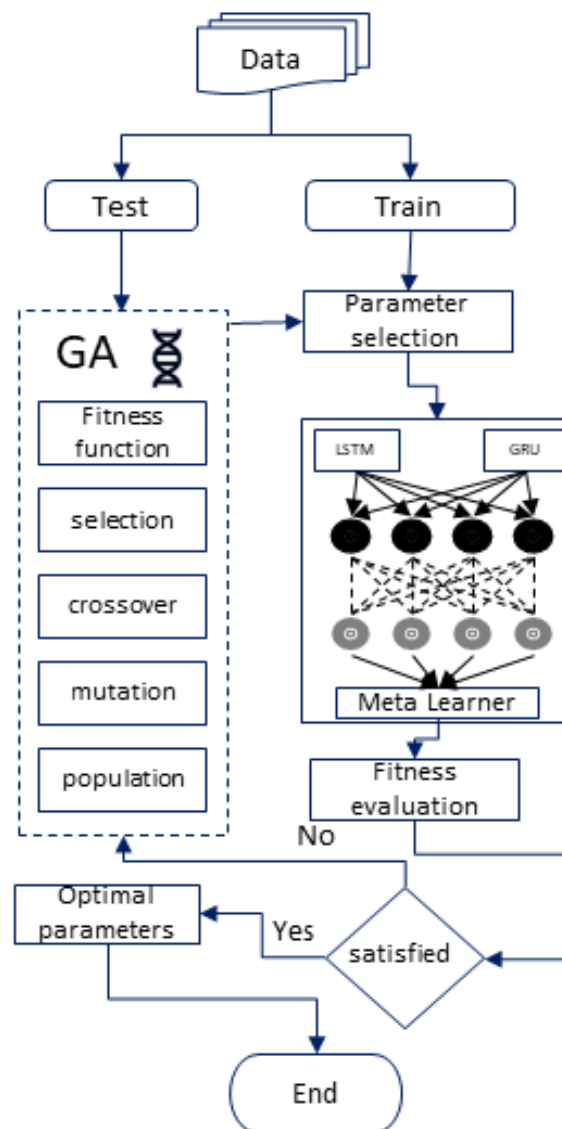 Data
Test
Train
GA
Fitness
function
selection
crossover
mutation
population
Parameter
selection
LSTM
GRU
Meta Learner
Fitness
evaluation
No
Optimal
parameters
Yes
satisfied
End